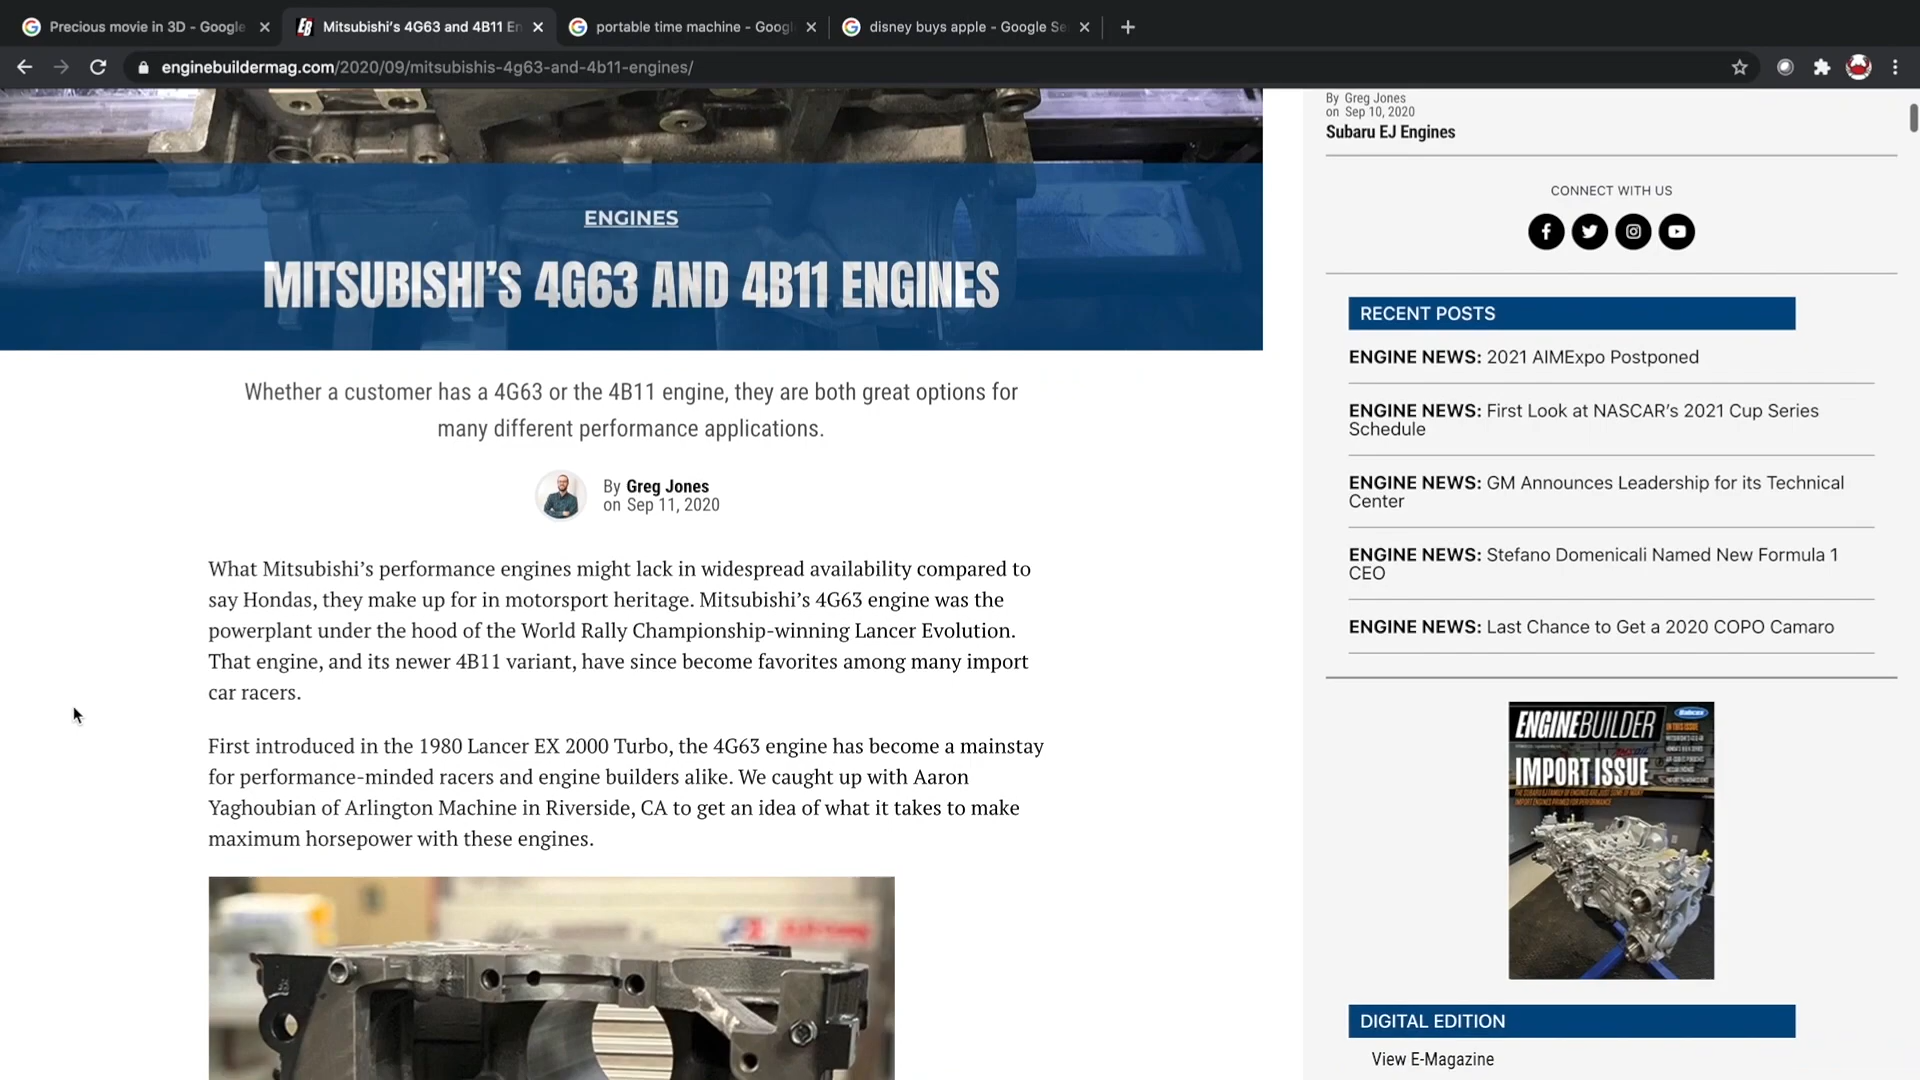 Precious movie in 3D - Google
Mitsubishi's 4G63 and 4B11 En
portable time machine - Googl
disney buys apple - Google Se
enginebuildermag.com/2020/09/mitsubishis-4g63-and-4b11-engines/
ENGINES
MITSUBISHI'S 4G63 AND 4B11 ENGINES
Whether a customer has a 4G63 or the 4B11 engine, they are both great options for
many different performance applications.
By Greg Jones
on Sep 11, 2020
What Mitsubishi's performance engines might lack in widespread availability compared to
say Hondas, they make up for in motorsport heritage. Mitsubishi's 4G63 engine was the
powerplant under the hood of the World Rally Championship-winning Lancer Evolution.
That engine, and its newer 4B11 variant, have since become favorites among many import
car racers.
First introduced in the 1980 Lancer EX 2000 Turbo, the 4G63 engine has become a mainstay
for performance-minded racers and engine builders alike. We caught up with Aaron
Yaghoubian of Arlington Machine in Riverside, CA to get an idea of what it takes to make
maximum horsepower with these engines.
By Greg Jones
on Sep 10, 2020
Subaru EJ Engines
CONNECT WITH US
RECENT POSTS
ENGINE NEWS: 2021 AIMExpo Postponed
ENGINE NEWS: First Look at NASCAR's 2021 Cup Series
Schedule
ENGINE NEWS: GM Announces Leadership for its Technical
Center
ENGINE NEWS: Stefano Domenicali Named New Formula 1
CEO
ENGINE NEWS: Last Chance to Get a 2020 COPO Camaro
ENGINEBUILDER
IMPORT ISSUE
DIGITAL EDITION
View E-Magazine